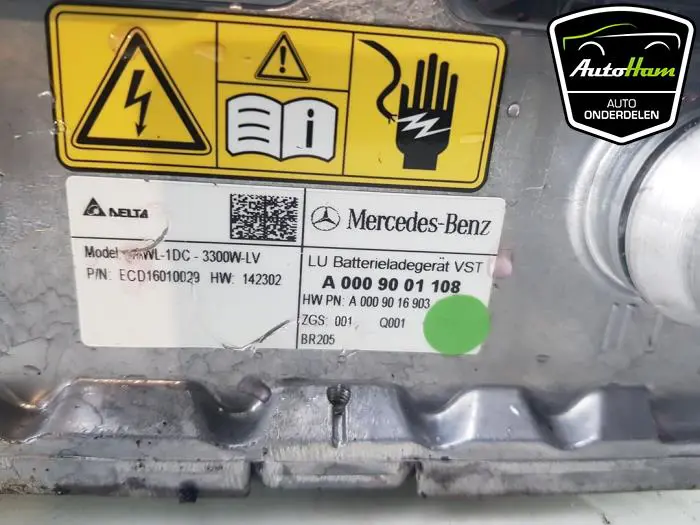 AutoHam
AUTO
ONDERDELEN
DELTA
Model WL-1DC - 3300W-LV
P/N: ECD16010029 HW: 142302
Mercedes-Benz
LU Batterieladegerät VST
A 000 90 01 108
HW PN: A 000 90 16 903
ZGS: 001 Q001
BR205